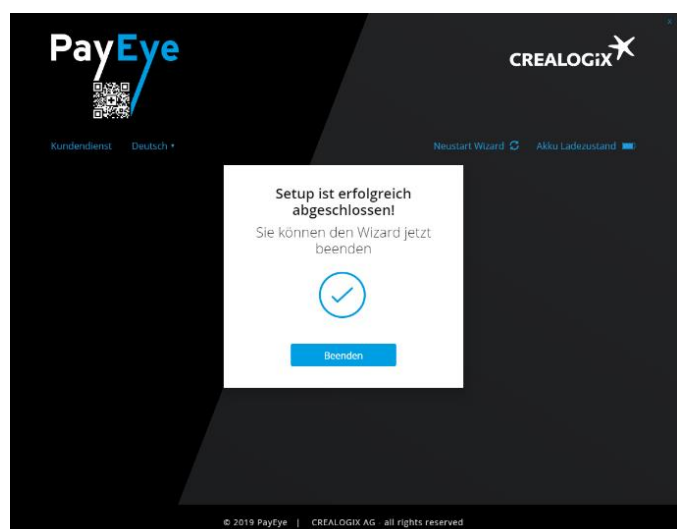 PayEye
CREALOGIX
Kundendienst Deutsch
Neustart Wizard Akku Ladezustand
Setup ist erfolgreich
abgeschlossen!
Sie können den Wizard jetzt
beenden
Beenden
© 2019 PayEye | CREALOGIX AG - all rights reserved